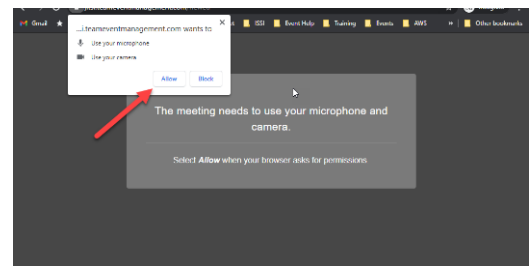 Gmail
ISSI
Event Help
Training
Events
AWS
Other bookmarks
...i.teameventmanagement.com wants to
Use your microphone
Use your camera
Allow
Block
The meeting needs to use your microphone and
camera.
Select Allow when your browser asks for permissions